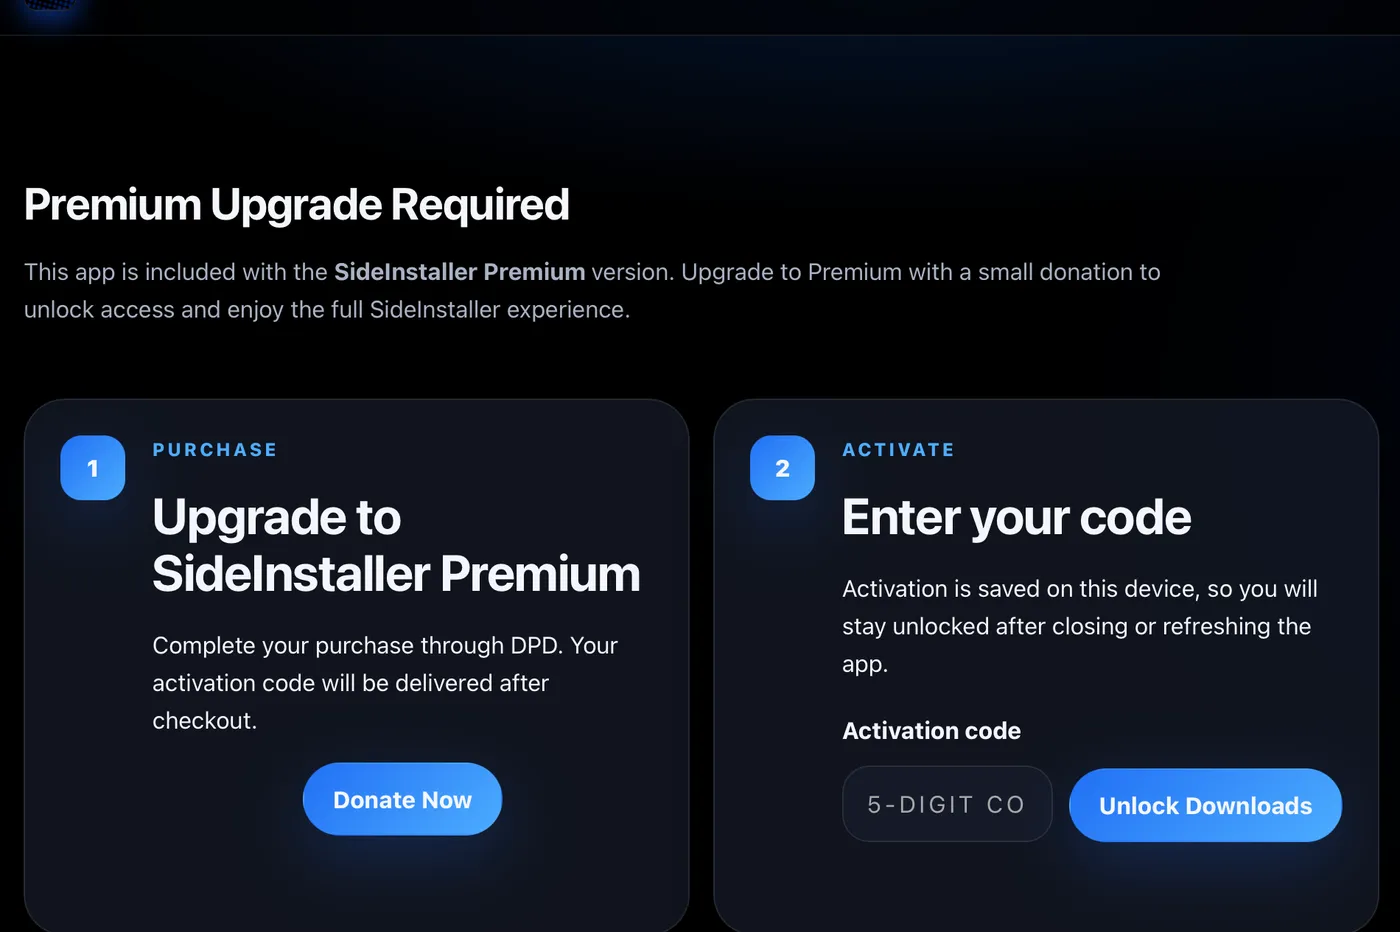 Premium Upgrade Required
This app is included with the SideInstaller Premium version. Upgrade to Premium with a small donation to
unlock access and enjoy the full SideInstaller experience.
1
PURCHASE
Upgrade to
SideInstaller Premium
Complete your purchase through DPD. Your
activation code will be delivered after
checkout.
Donate Now
2
ACTIVATE
Enter your code
Activation is saved on this device, so you will
stay unlocked after closing or refreshing the
app.
Activation code
5-DIGIT CO
Unlock Downloads